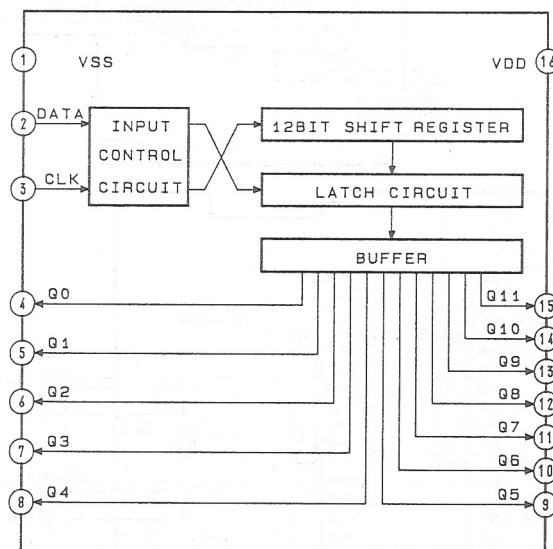 1 VSS VDD 16
2 DATA
3 CLK
INPUT
CONTROL
CIRCUIT
12BIT SHIFT REGISTER
LATCH CIRCUIT
BUFFER
4 Q0
5 Q1
6 Q2
7 Q3
8 Q4
Q11 15
Q10 14
Q9 13
Q8 12
Q7 11
Q6 10
Q5 9